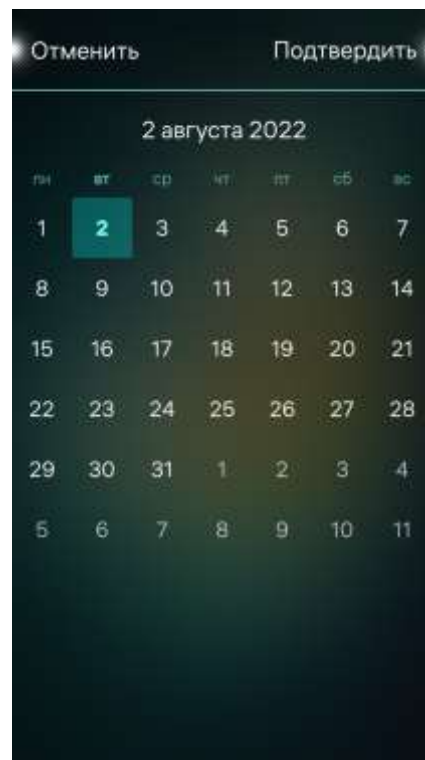 Отменить Подтвердить
2 августа 2022
пн вт ср чт пт сб вс
1 2 3 4 5 6 7
8 9 10 11 12 13 14
15 16 17 18 19 20 21
22 23 24 25 26 27 28
29 30 31 1 2 3 4
5 6 7 8 9 10 11